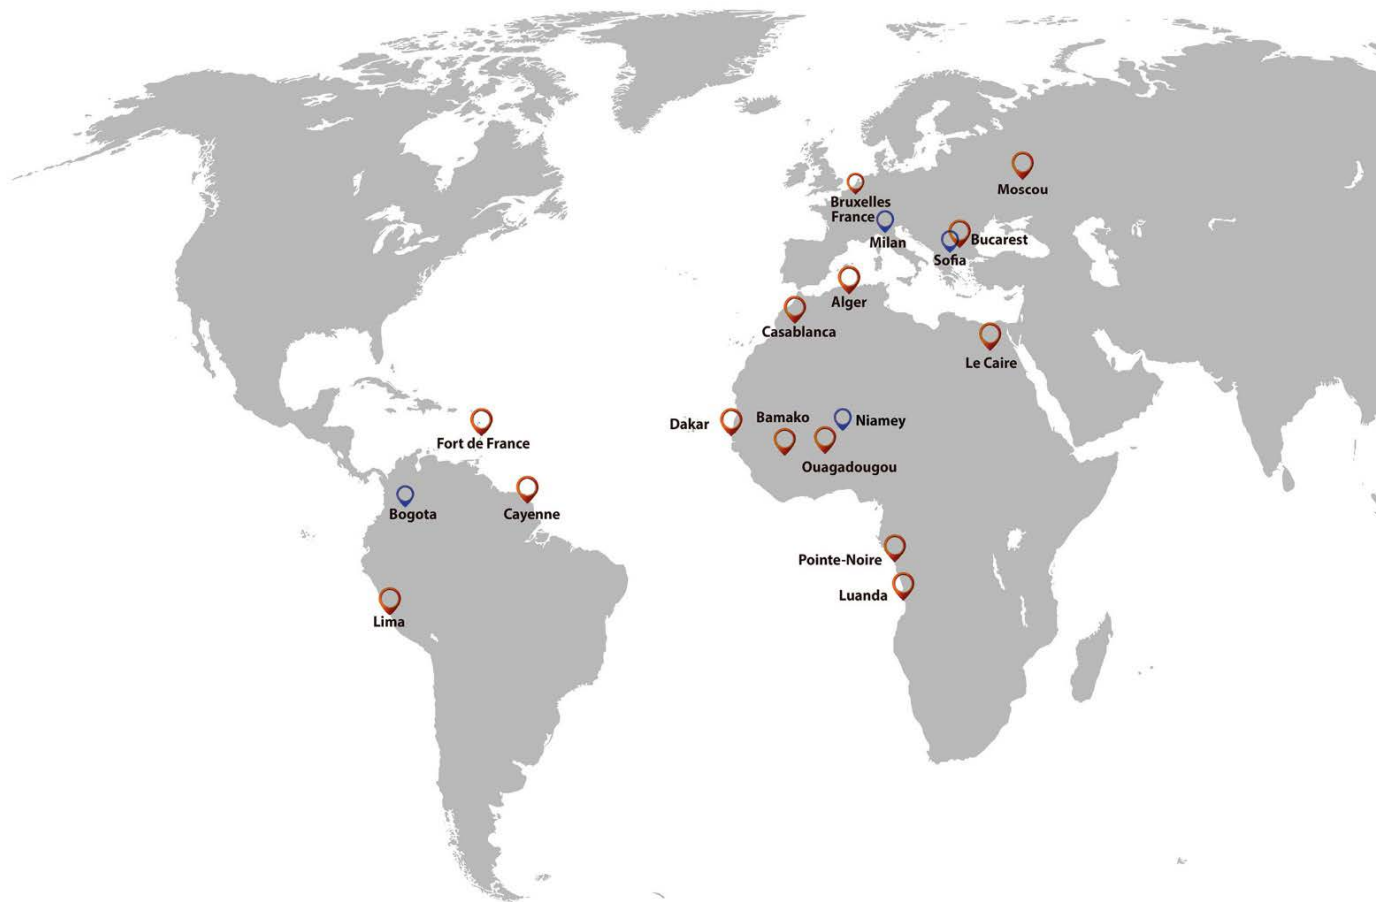 Moscou
Bruxelles
France
Milan
Bucarest
Sofia
Alger
Casablanca
Le Caire
Fort de France
Dakar
Bamako
Niamey
Ouagadougou
Bogota
Cayenne
Pointe-Noire
Luanda
Lima